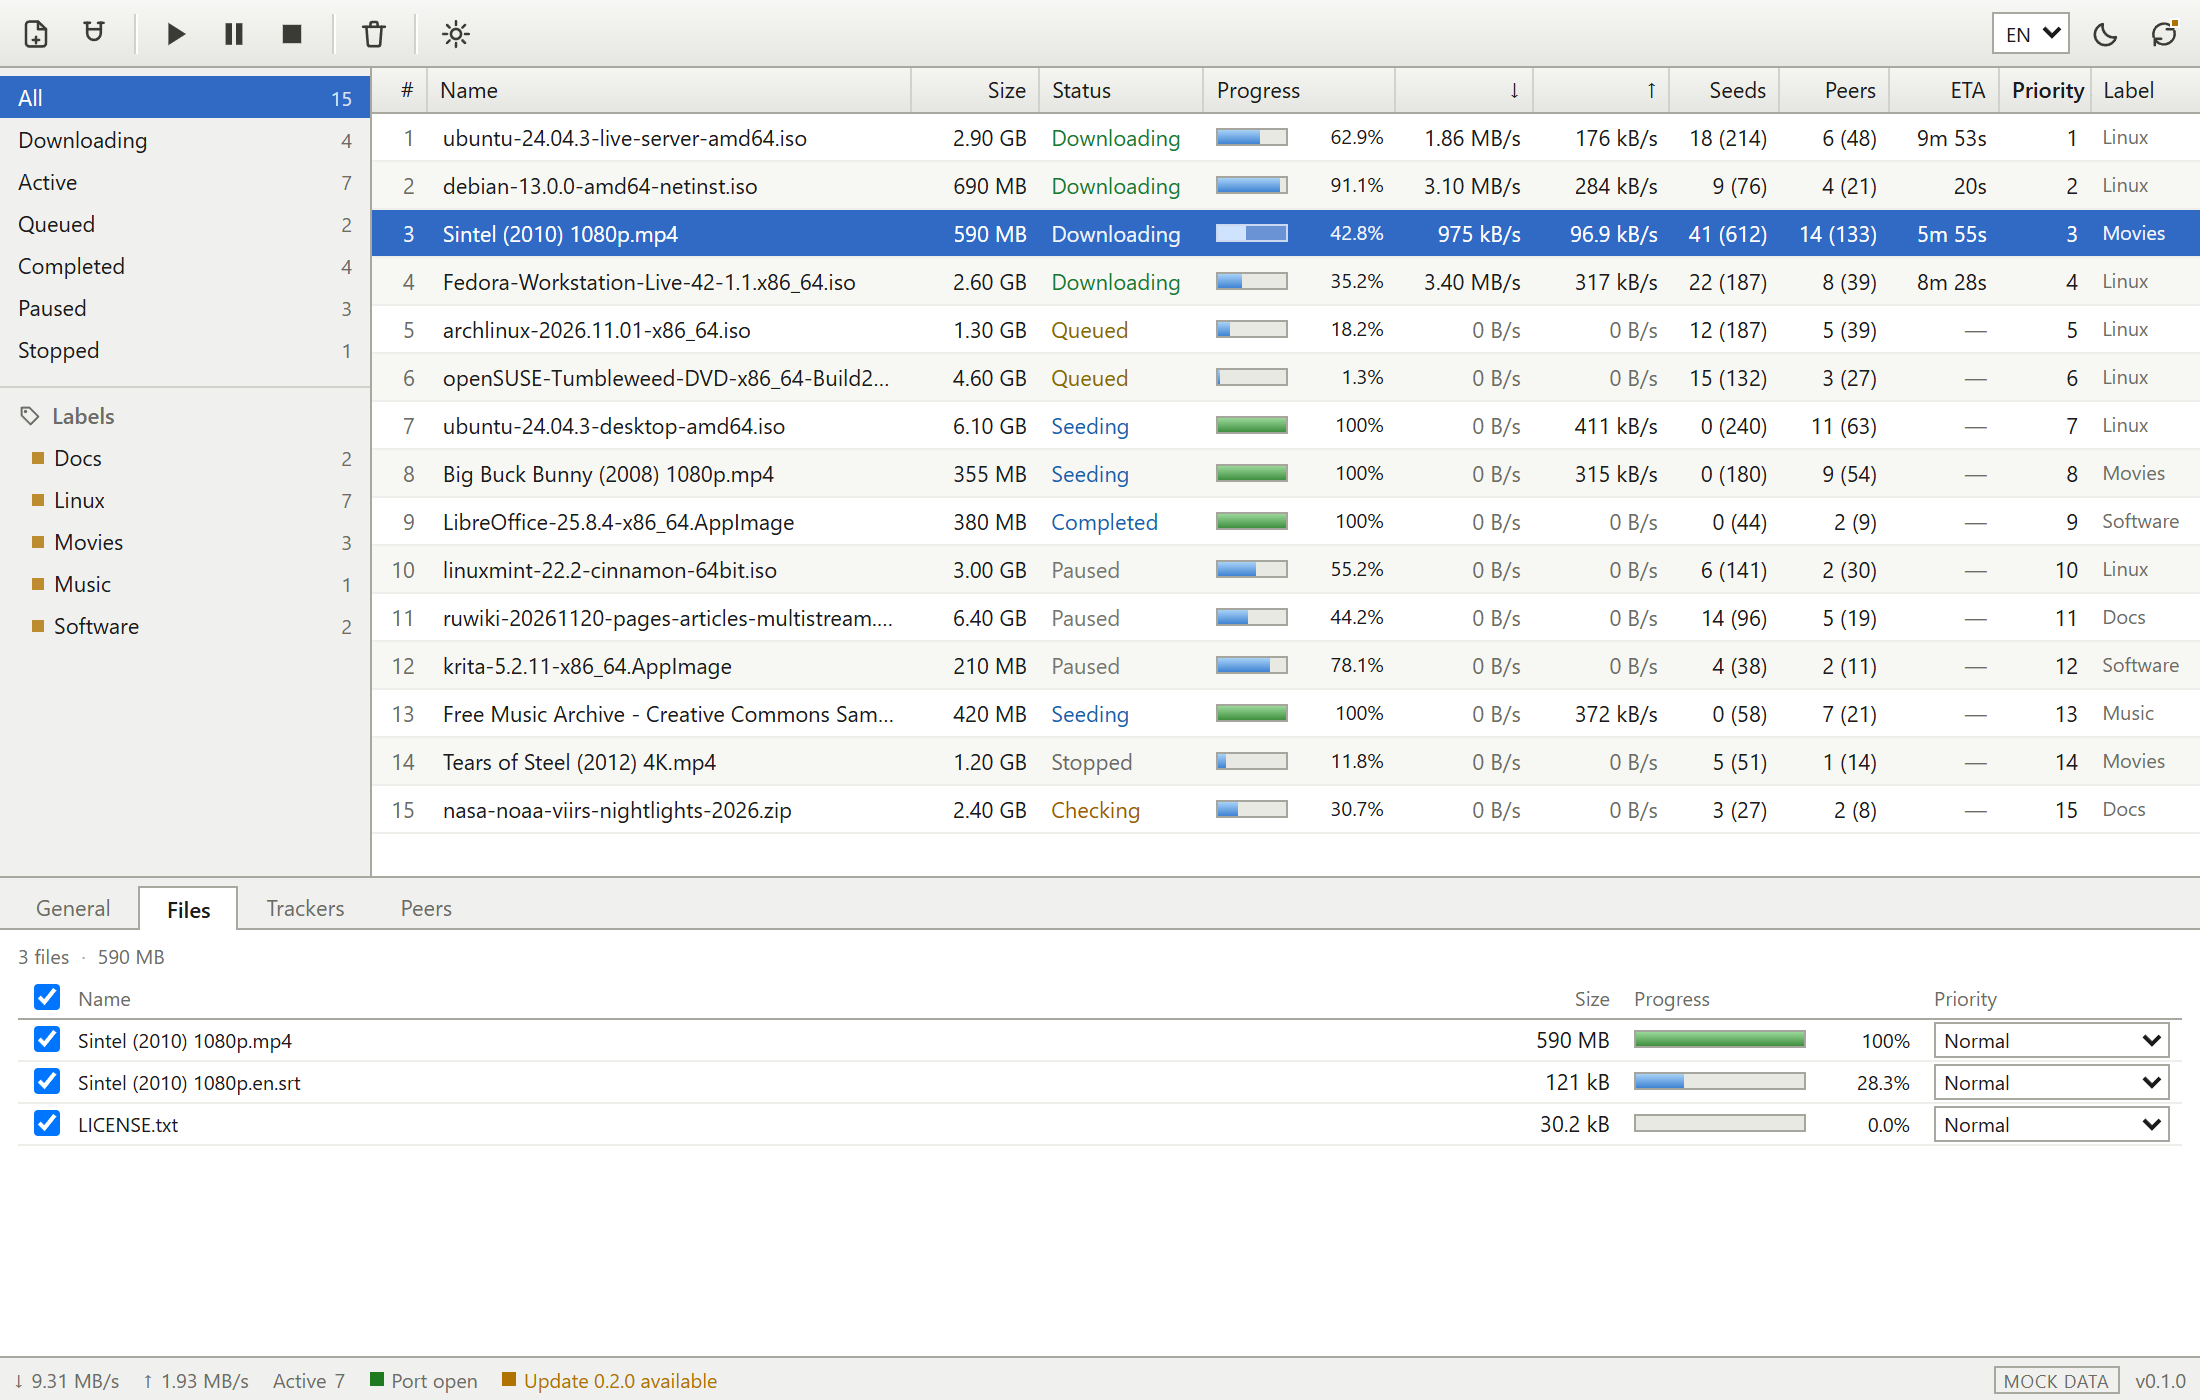 EN
All 15
Downloading 4
Active 7
Queued 2
Completed 4
Paused 3
Stopped 1
Labels
Docs 2
Linux 7
Movies 3
Music 1
Software 2
# Name Size Status Progress ↓ ↑ Seeds Peers ETA Priority Label
1 ubuntu-24.04.3-live-server-amd64.iso 2.90 GB Downloading 62.9% 1.86 MB/s 176 kB/s 18 (214) 6 (48) 9m 53s 1 Linux
2 debian-13.0.0-amd64-netinst.iso 690 MB Downloading 91.1% 3.10 MB/s 284 kB/s 9 (76) 4 (21) 20s 2 Linux
3 Sintel (2010) 1080p.mp4 590 MB Downloading 42.8% 975 kB/s 96.9 kB/s 41 (612) 14 (133) 5m 55s 3 Movies
4 Fedora-Workstation-Live-42-1.1.x86_64.iso 2.60 GB Downloading 35.2% 3.40 MB/s 317 kB/s 22 (187) 8 (39) 8m 28s 4 Linux
5 archlinux-2026.11.01-x86_64.iso 1.30 GB Queued 18.2% 0 B/s 0 B/s 12 (187) 5 (39) — 5 Linux
6 openSUSE-Tumbleweed-DVD-x86_64-Build2... 4.60 GB Queued 1.3% 0 B/s 0 B/s 15 (132) 3 (27) — 6 Linux
7 ubuntu-24.04.3-desktop-amd64.iso 6.10 GB Seeding 100% 0 B/s 411 kB/s 0 (240) 11 (63) — 7 Linux
8 Big Buck Bunny (2008) 1080p.mp4 355 MB Seeding 100% 0 B/s 315 kB/s 0 (180) 9 (54) — 8 Movies
9 LibreOffice-25.8.4-x86_64.AppImage 380 MB Completed 100% 0 B/s 0 B/s 0 (44) 2 (9) — 9 Software
10 linuxmint-22.2-cinnamon-64bit.iso 3.00 GB Paused 55.2% 0 B/s 0 B/s 6 (141) 2 (30) — 10 Linux
11 ruwiki-20261120-pages-articles-multistream.... 6.40 GB Paused 44.2% 0 B/s 0 B/s 14 (96) 5 (19) — 11 Docs
12 krita-5.2.11-x86_64.AppImage 210 MB Paused 78.1% 0 B/s 0 B/s 4 (38) 2 (11) — 12 Software
13 Free Music Archive - Creative Commons Sam... 420 MB Seeding 100% 0 B/s 372 kB/s 0 (58) 7 (21) — 13 Music
14 Tears of Steel (2012) 4K.mp4 1.20 GB Stopped 11.8% 0 B/s 0 B/s 5 (51) 1 (14) — 14 Movies
15 nasa-noaa-viirs-nightlights-2026.zip 2.40 GB Checking 30.7% 0 B/s 0 B/s 3 (27) 2 (8) — 15 Docs
General Files Trackers Peers
3 files · 590 MB
Name Size Progress Priority
Sintel (2010) 1080p.mp4 590 MB 100% Normal
Sintel (2010) 1080p.en.srt 121 kB 28.3% Normal
LICENSE.txt 30.2 kB 0.0% Normal
↓ 9.31 MB/s ↑ 1.93 MB/s Active 7 Port open Update 0.2.0 available MOCK DATA v0.1.0